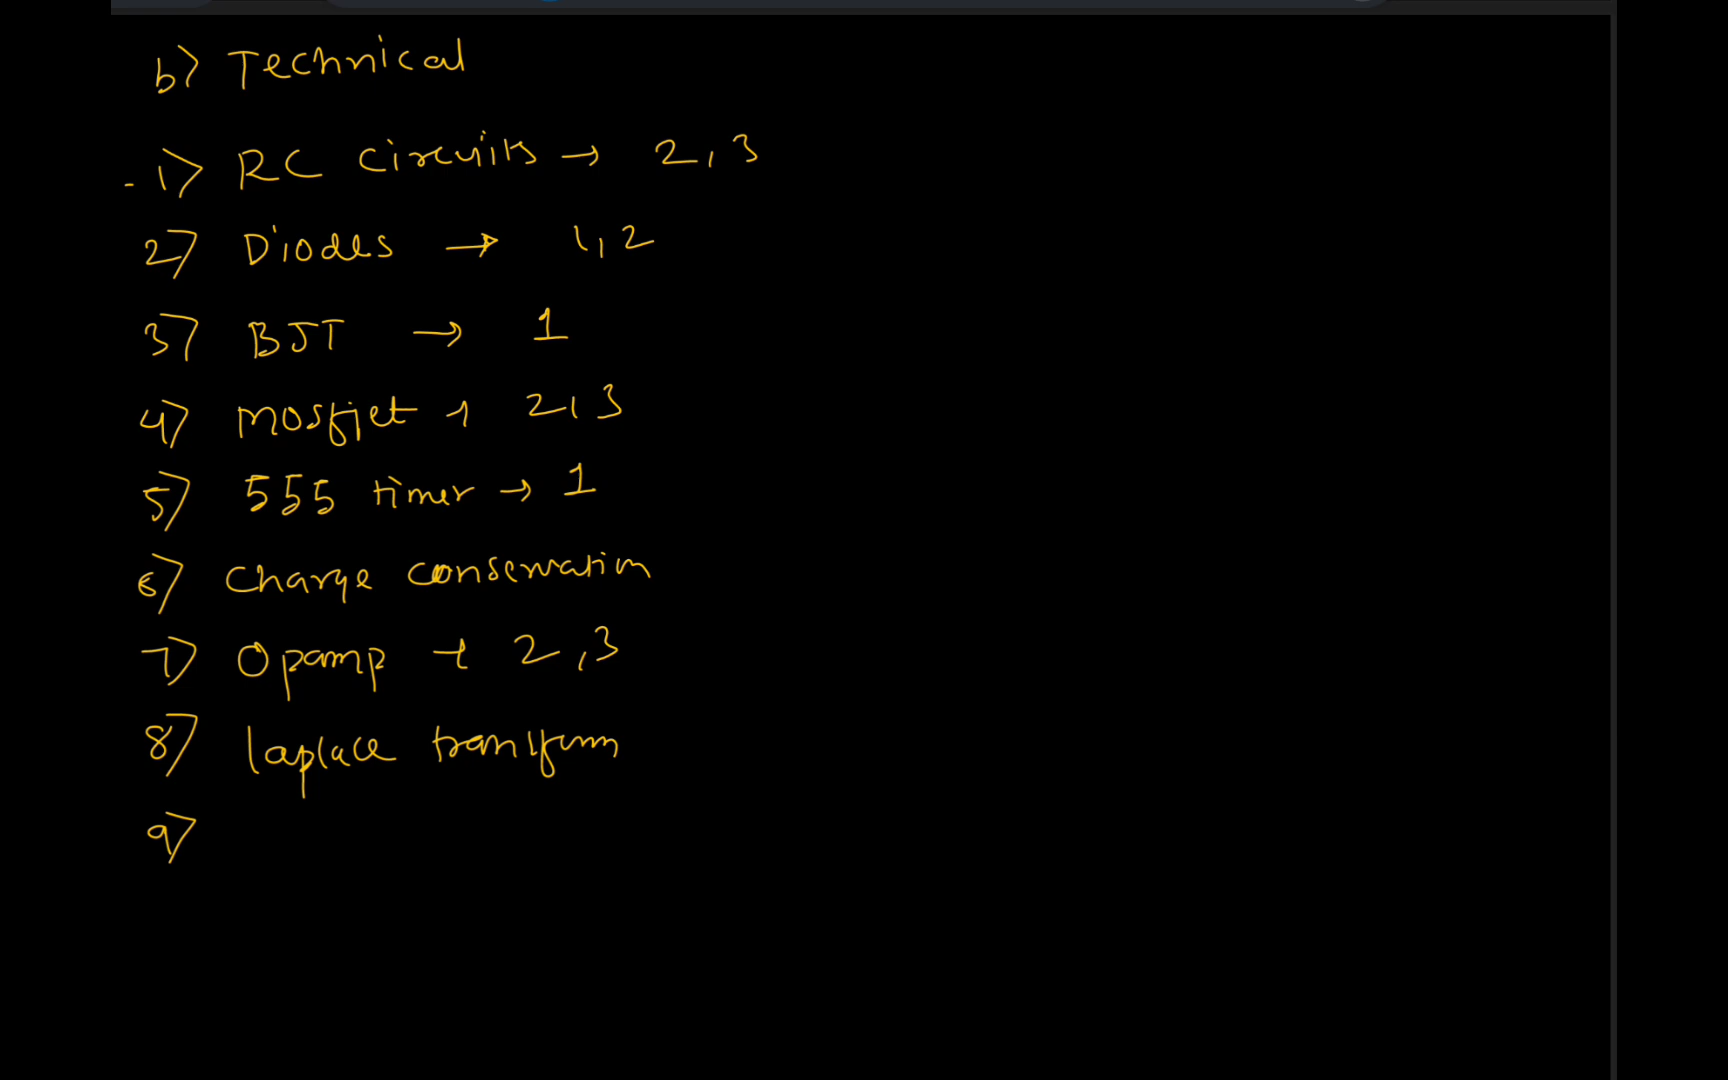 b) Technical
1) RC circuits → 2, 3
2) Diodes → 1, 2
3) BJT → 1
4) mosfet → 2, 3
5) 555 timer → 1
6) charge conservation
7) Opamp → 2, 3
8) laplace transform
9)